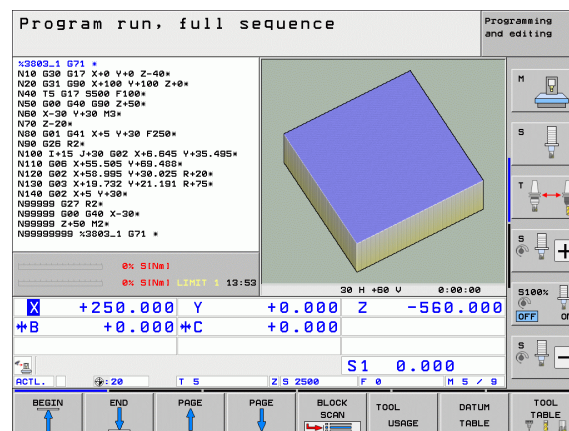 Program run, full sequence
Programming
and editing
%3803_1 G71 *
N10 G30 G17 X+0 Y+0 Z-40*
N20 G31 G90 X+100 Y+100 Z+0*
N40 T5 G17 S500 F100*
N50 G00 G40 G90 Z+50*
N60 X-30 Y+30 M3*
N70 Z-20*
N80 G01 G41 X+5 Y+30 F250*
N90 G26 R2*
N100 I+15 J+30 G02 X+6.645 Y+35.495*
N110 G06 X+55.505 Y+69.488*
N120 G02 X+58.995 Y+30.025 R+20*
N130 G03 X+19.732 Y+21.191 R+75*
N140 G02 X+5 Y+30*
N99999 G27 R2*
N99999 G00 G40 X-30*
N99999 Z+50 M2*
N99999999 %3803_1 G71 *
0% S[Nm]
0% S[Nm] LIMIT 1 13:53
30 H +60 V 0:00:00
X +250.000 Y +0.000 Z -560.000
+B +0.000 +C +0.000
S1 0.000
ACTL. : 20 T 5 Z S 2500 F 0 M 5 / 9
M
S
T
S
S100%
OFF
S
BEGIN
END
PAGE
PAGE
BLOCK
SCAN
TOOL
USAGE
DATUM
TABLE
TOOL
TABLE